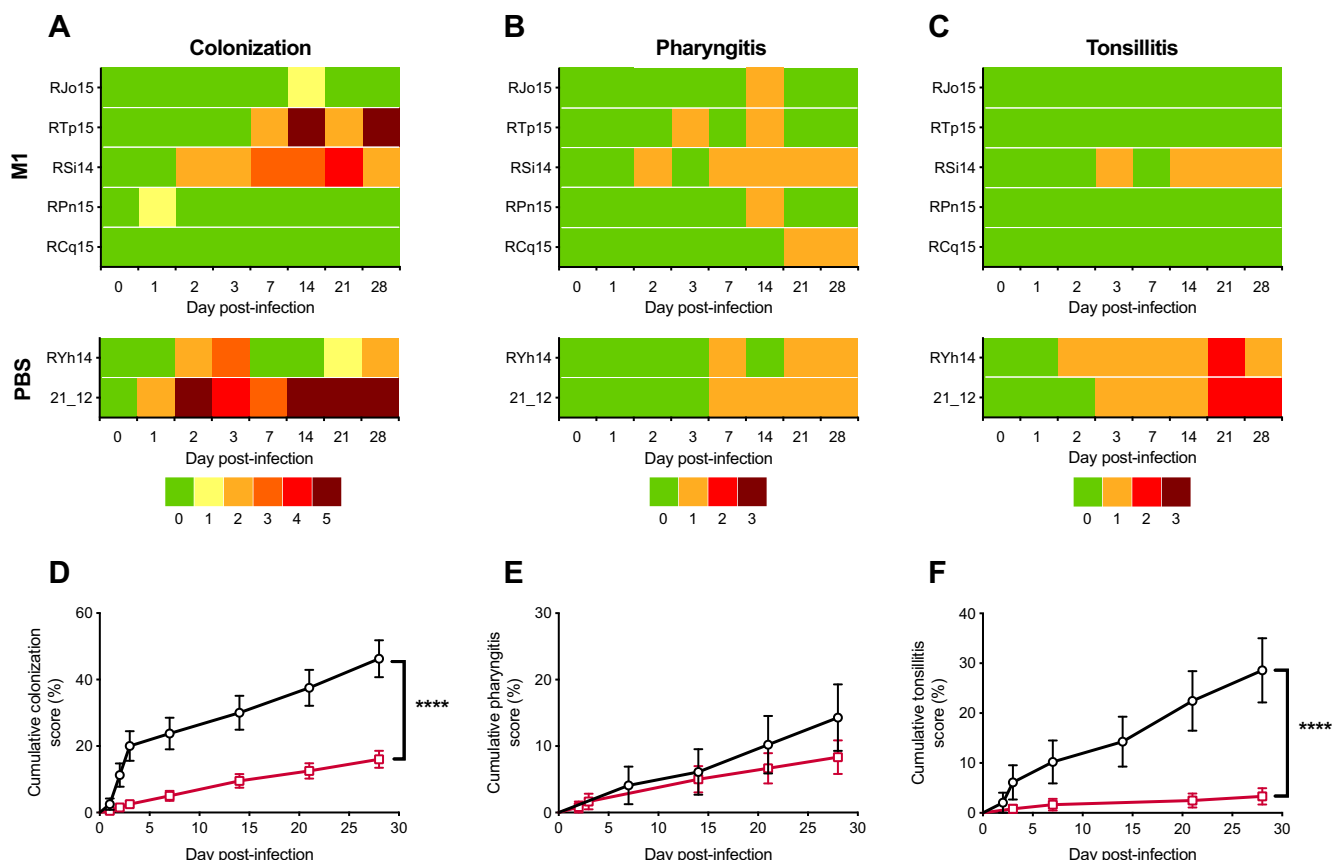 A
Colonization
B
Pharyngitis
C
Tonsillitis
M1
RJo15
RTp15
RSi14
RPn15
RCq15
0 1 2 3 7 14 21 28
Day post-infection
RJo15
RTp15
RSi14
RPn15
RCq15
0 1 2 3 7 14 21 28
Day post-infection
RJo15
RTp15
RSi14
RPn15
RCq15
0 1 2 3 7 14 21 28
Day post-infection
PBS
RYh14
21_12
0 1 2 3 7 14 21 28
Day post-infection
0 1 2 3 4 5
RYh14
21_12
0 1 2 3 7 14 21 28
Day post-infection
0 1 2 3
RYh14
21_12
0 1 2 3 7 14 21 28
Day post-infection
0 1 2 3
D
Cumulative colonization
score (%)
60
40
20
0
0 5 10 15 20 25 30
Day post-infection
****
E
Cumulative pharyngitis
score (%)
30
20
10
0
0 5 10 15 20 25 30
Day post-infection
F
Cumulative tonsillitis
score (%)
40
30
20
10
0
0 5 10 15 20 25 30
Day post-infection
****